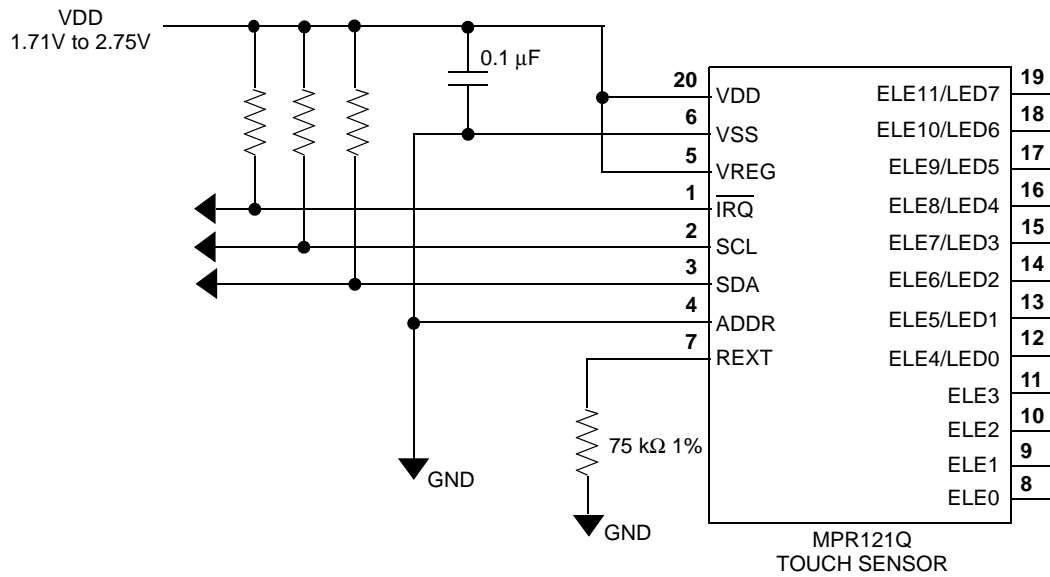 VDD
1.71V to 2.75V
0.1 μF
20
VDD
6
VSS
5
VREG
1
IRQ
2
SCL
3
SDA
4
ADDR
7
REXT
75 kΩ 1%
GND
GND
ELE11/LED7
19
ELE10/LED6
18
ELE9/LED5
17
ELE8/LED4
16
ELE7/LED3
15
ELE6/LED2
14
ELE5/LED1
13
ELE4/LED0
12
ELE3
11
ELE2
10
ELE1
9
ELE0
8
MPR121Q
TOUCH SENSOR